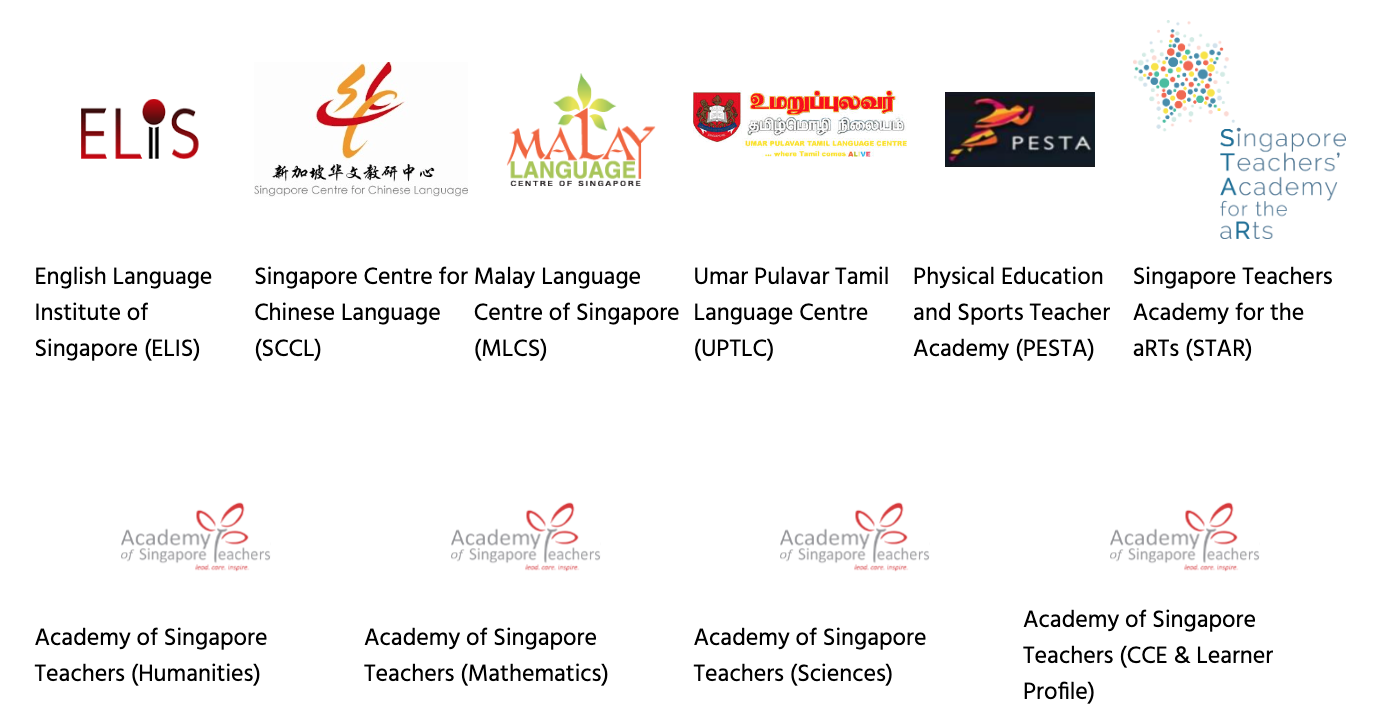 ELiS
新加坡华文教研中心
Singapore Centre for Chinese Language
MALAY
LANGUAGE
CENTRE OF SINGAPORE
உமறுப்புலவர்
தமிழ்மொழி நிலையம்
UMAR PULAVAR TAMIL LANGUAGE CENTRE
... where Tamil comes ALIVE
PESTA
Singapore
Teachers'
Academy
for the
aRts
English Language
Institute of
Singapore (ELIS)
Singapore Centre for
Chinese Language
(SCCL)
Malay Language
Centre of Singapore
(MLCS)
Umar Pulavar Tamil
Language Centre
(UPTLC)
Physical Education
and Sports Teacher
Academy (PESTA)
Singapore Teachers
Academy for the
aRTs (STAR)
Academy
of Singapore Teachers
lead. care. inspire.
Academy
of Singapore Teachers
lead. care. inspire.
Academy
of Singapore Teachers
lead. care. inspire.
Academy
of Singapore Teachers
lead. care. inspire.
Academy of Singapore
Teachers (Humanities)
Academy of Singapore
Teachers (Mathematics)
Academy of Singapore
Teachers (Sciences)
Academy of Singapore
Teachers (CCE & Learner
Profile)